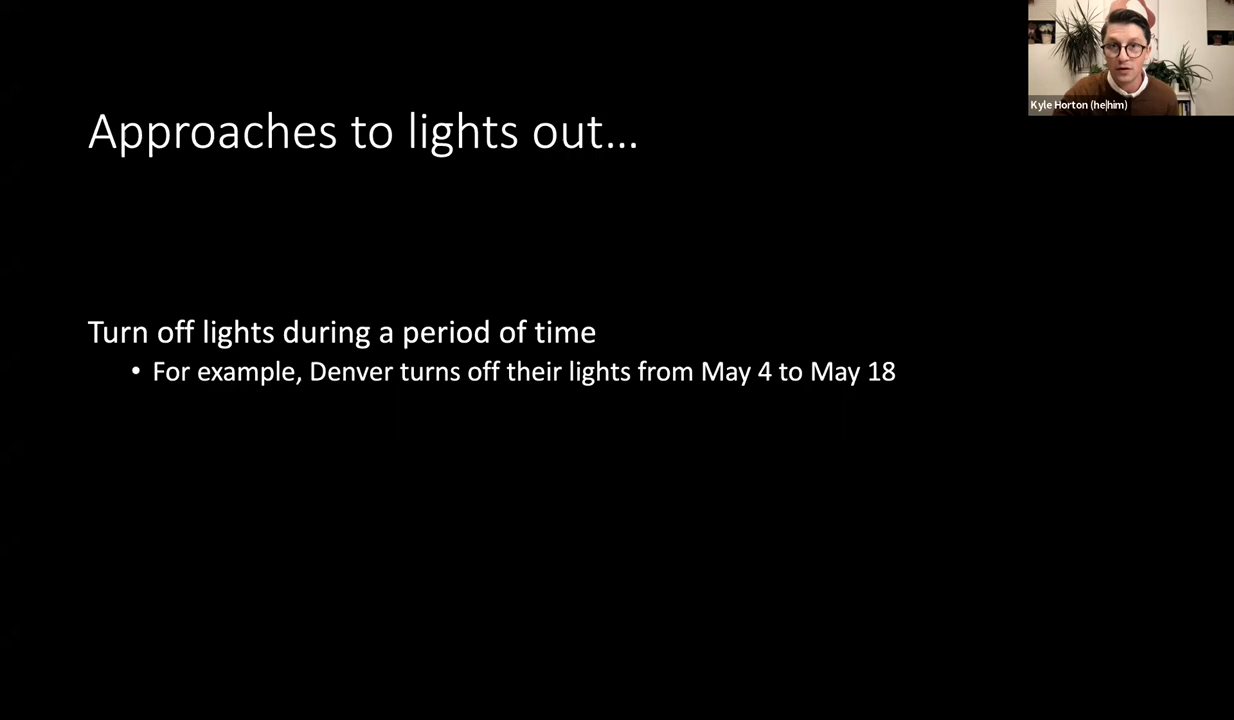 Kyle Horton (he|him)
Approaches to lights out...
Turn off lights during a period of time
• For example, Denver turns off their lights from May 4 to May 18